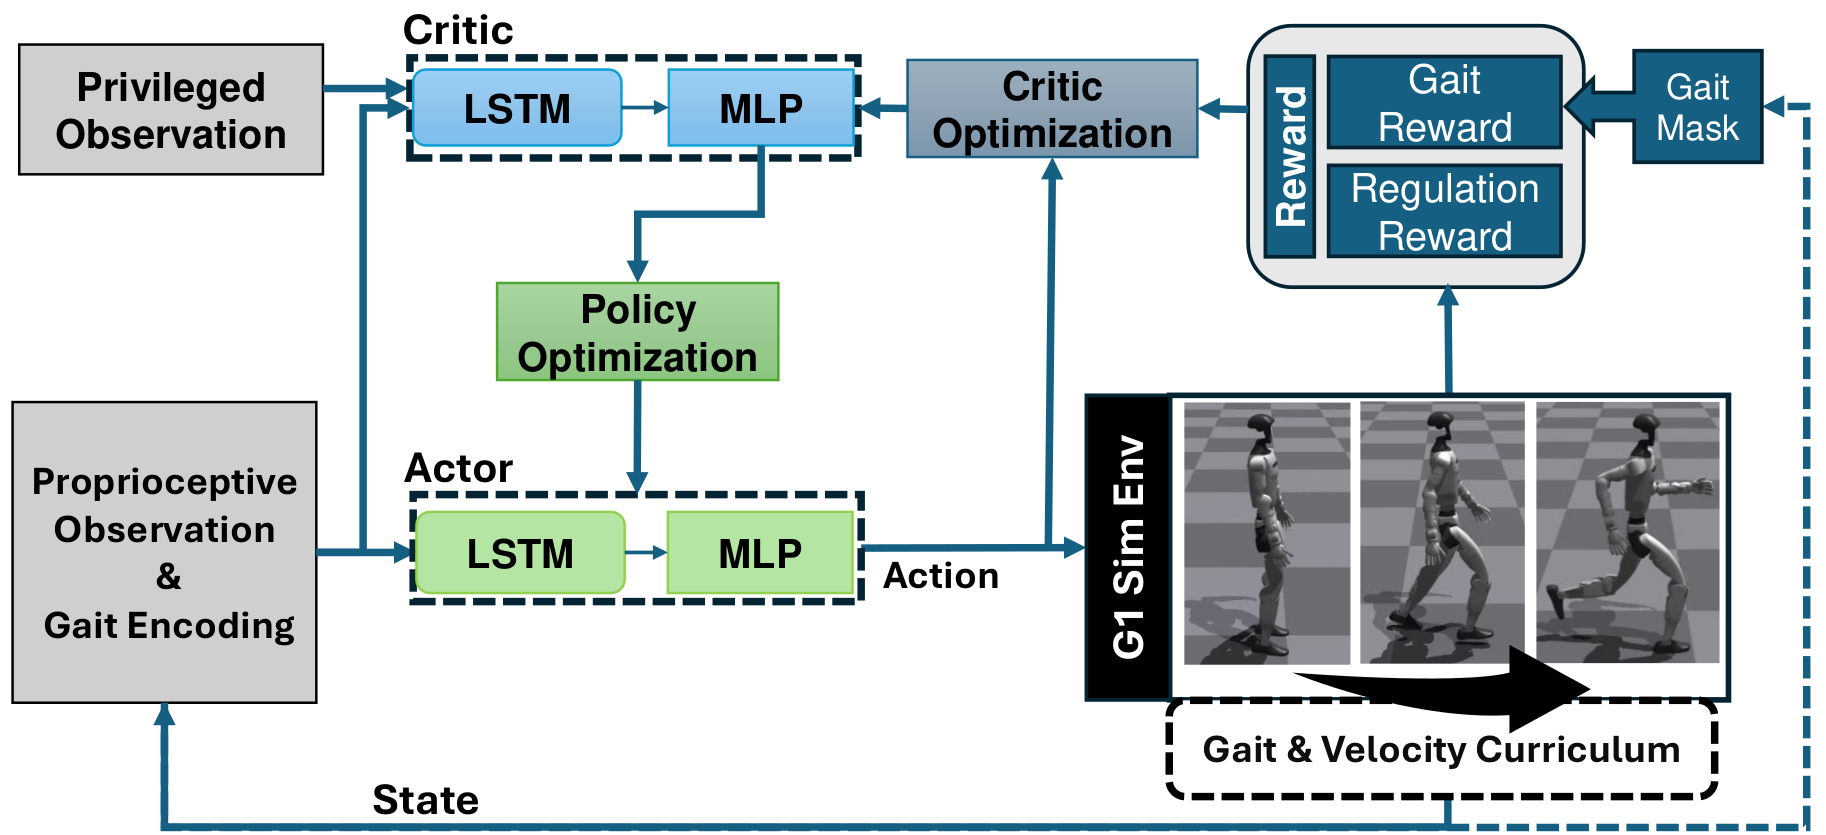 Critic
Privileged
Observation
LSTM
MLP
Critic
Optimization
Reward
Gait
Reward
Regulation
Reward
Gait
Mask
Policy
Optimization
Proprioceptive
Observation
&
Gait Encoding
Actor
LSTM
MLP
Action
G1 Sim Env
Gait & Velocity Curriculum
State